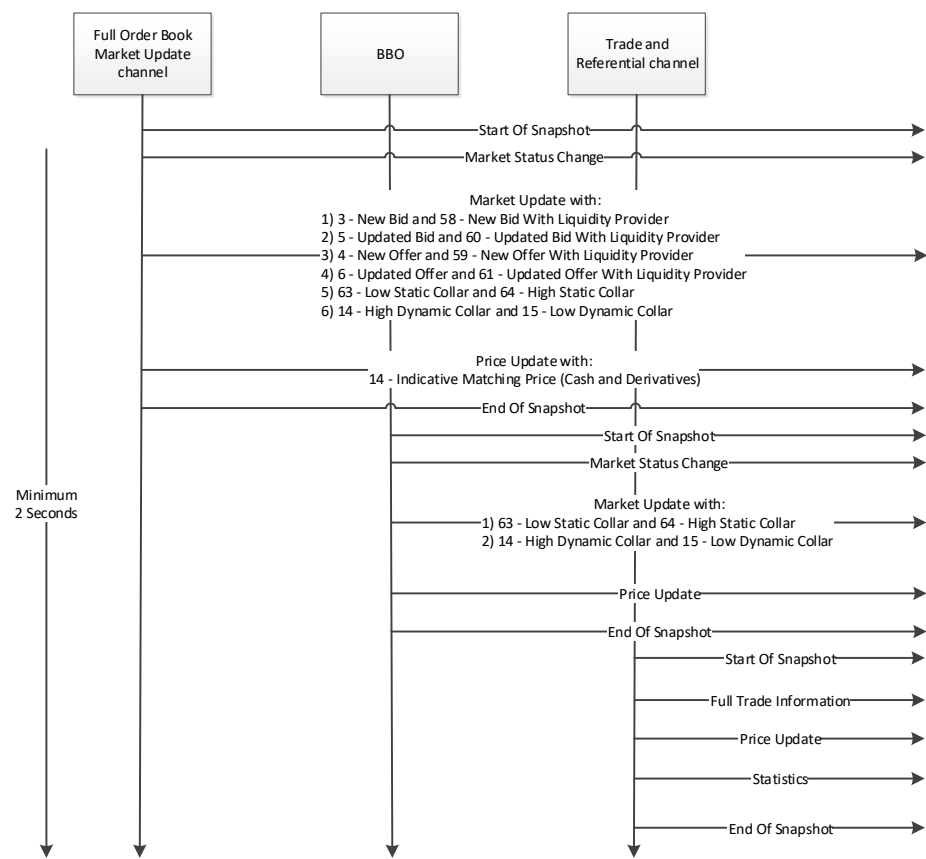 Full Order Book
Market Update
channel
BBO
Trade and
Referential channel
Start Of Snapshot
Market Status Change
Market Update with:
1) 3 - New Bid and 58 - New Bid With Liquidity Provider
2) 5 - Updated Bid and 60 - Updated Bid With Liquidity Provider
3) 4 - New Offer and 59 - New Offer With Liquidity Provider
4) 6 - Updated Offer and 61 - Updated Offer With Liquidity Provider
5) 63 - Low Static Collar and 64 - High Static Collar
6) 14 - High Dynamic Collar and 15 - Low Dynamic Collar
Price Update with:
14 - Indicative Matching Price (Cash and Derivatives)
End Of Snapshot
Start Of Snapshot
Market Status Change
Minimum
2 Seconds
Market Update with:
1) 63 - Low Static Collar and 64 - High Static Collar
2) 14 - High Dynamic Collar and 15 - Low Dynamic Collar
Price Update
End Of Snapshot
Start Of Snapshot
Full Trade Information
Price Update
Statistics
End Of Snapshot